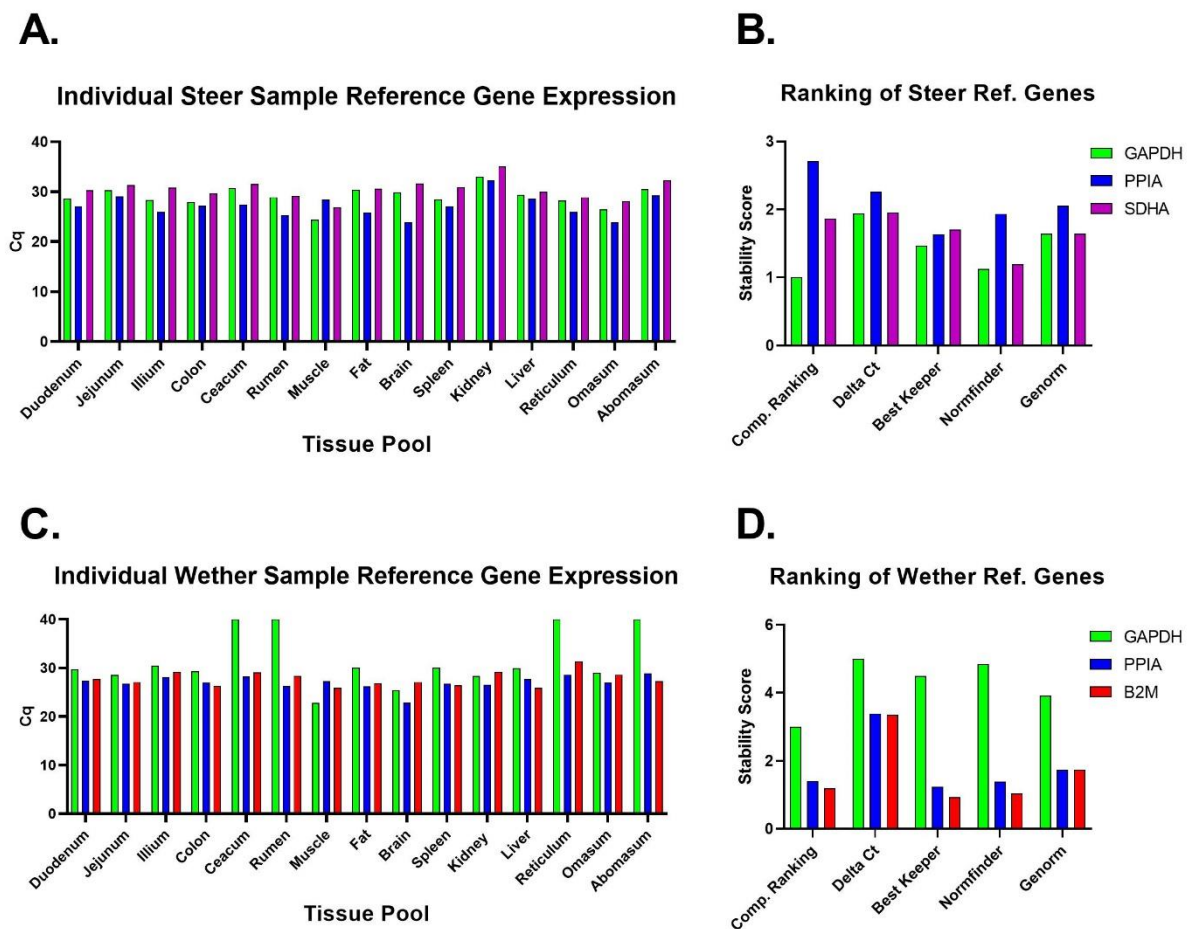 A.
Individual Steer Sample Reference Gene Expression
40
30
20
10
0
Cq
Duodenum
Jejunum
Illium
Colon
Ceacum
Rumen
Muscle
Fat
Brain
Spleen
Kidney
Liver
Reticulum
Omasum
Abomasum
Tissue Pool
B.
Ranking of Steer Ref. Genes
3
2
1
0
Stability Score
GAPDH
PPIA
SDHA
Comp. Ranking
Delta Ct
Best Keeper
Normfinder
Genorm
C.
Individual Wether Sample Reference Gene Expression
40
30
20
10
0
Cq
Duodenum
Jejunum
Illium
Colon
Ceacum
Rumen
Muscle
Fat
Brain
Spleen
Kidney
Liver
Reticulum
Omasum
Abomasum
Tissue Pool
D.
Ranking of Wether Ref. Genes
6
4
2
0
Stability Score
GAPDH
PPIA
B2M
Comp. Ranking
Delta Ct
Best Keeper
Normfinder
Genorm